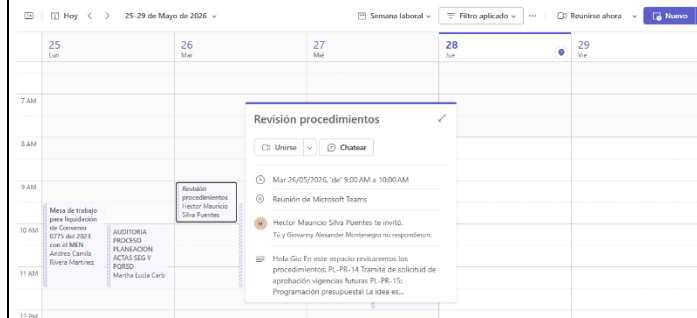 Hoy
25-29 de Mayo de 2026
Semana laboral
Filtro aplicado
Reunirse ahora
Nuevo
25
Lun
26
Mar
27
Mié
28
Jue
29
Vie
7 AM
8 AM
9 AM
10 AM
11 AM
12 PM
Mesa de trabajo
para liquidación
de Convenio
0775 del 2023
con el MEN
Andrea Camila
Rivera Martinez
AUDITORIA
PROCESO
PLANEACION
ACTAS SEG Y
PQRSD
Martha Lucia Carb
Revisión
procedimientos
Hector Mauricio
Silva Puentes
Revisión procedimientos
Unirse
Chatear
Mar 26/05/2026, 'de' 9:00 AM a 10:00 AM
Reunión de Microsoft Teams
H
Hector Mauricio Silva Puentes te invitó.
Tú y Giovanny Alexander Montenegro no respondieron.
Hola Gio En este espacio revisaremos los
procedimientos: PL-PR-14 Tramite de solicitud de
aprobación vigencias futuras PL-PR-15:
Programación presupuestal La idea es...